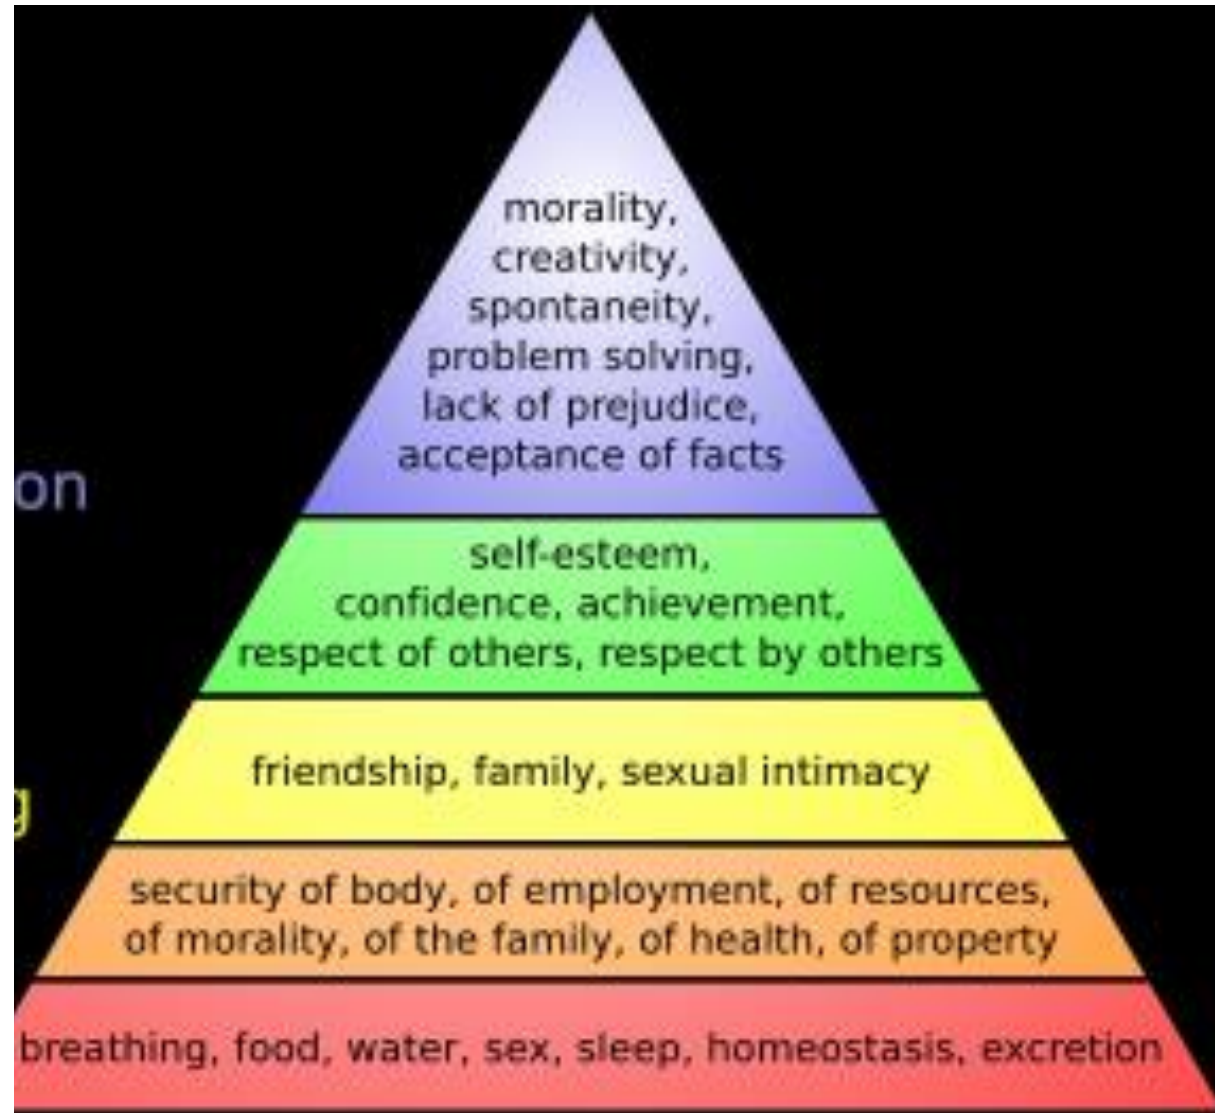 morality,
creativity,
spontaneity,
problem solving,
lack of prejudice,
acceptance of facts
on
self-esteem,
confidence, achievement,
respect of others, respect by others
friendship, family, sexual intimacy
g
security of body, of employment, of resources,
of morality, of the family, of health, of property
breathing, food, water, sex, sleep, homeostasis, excretion